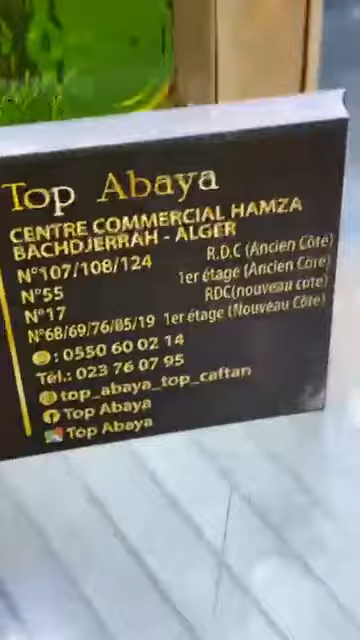 Top Abaya
CENTRE COMMERCIAL HAMZA
BACHDJERRAH - ALGER
N°107/108/124 R.D.C (Ancien Côté)
N°55 1er étage (Ancien Côté)
N°17 RDC(nouveau coté)
N°68/69/76/85/19 1er étage (Nouveau Côté)
: 0550 60 02 14
Tél.: 023 76 07 95
top_abaya_top_caftan
Top Abaya
Top Abaya